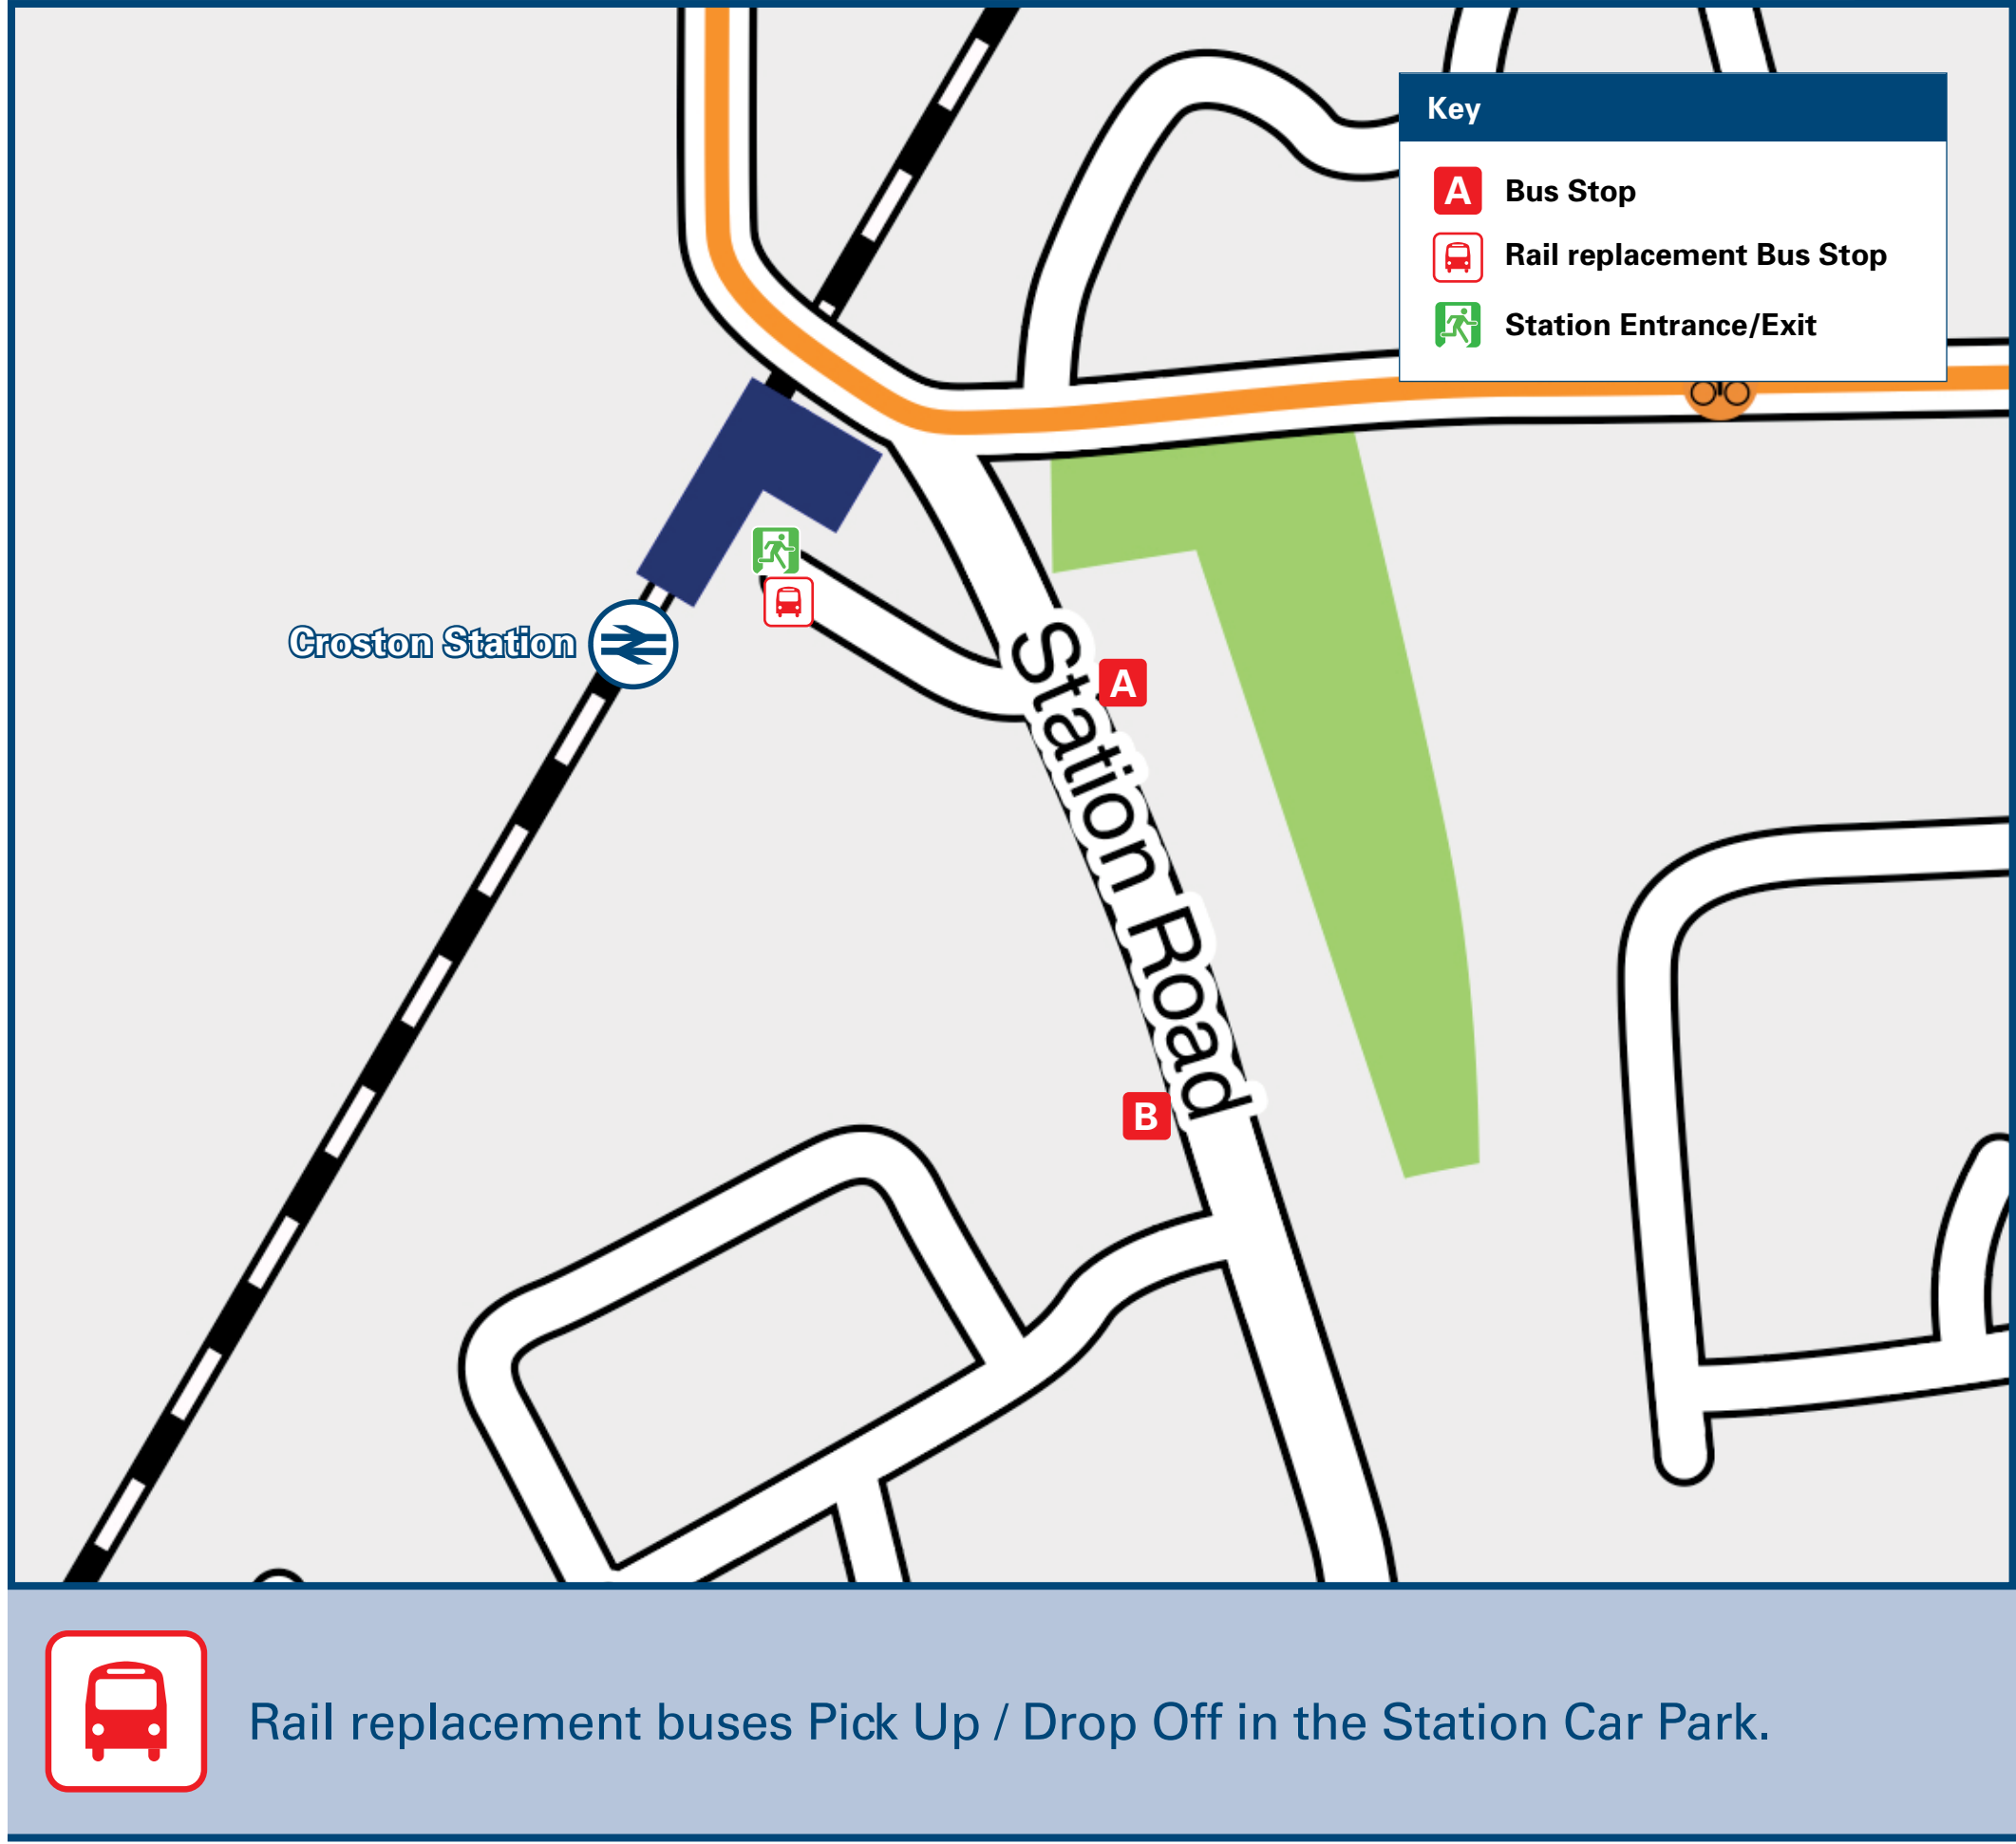 Key
A Bus Stop
Rail replacement Bus Stop
Station Entrance/Exit
Croston Station
A
Station Road
B
Rail replacement buses Pick Up / Drop Off in the Station Car Park.